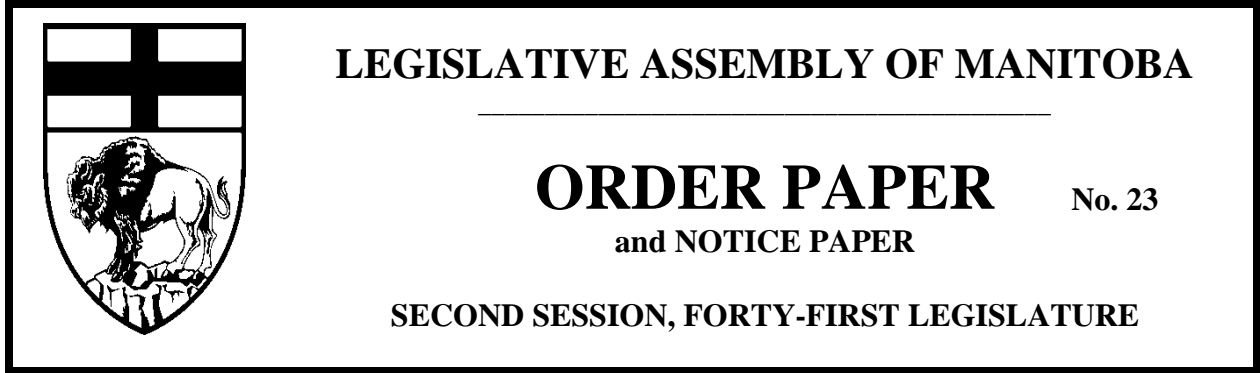 LEGISLATIVE ASSEMBLY OF MANITOBA
ORDER PAPER No. 23
and NOTICE PAPER
SECOND SESSION, FORTY-FIRST LEGISLATURE